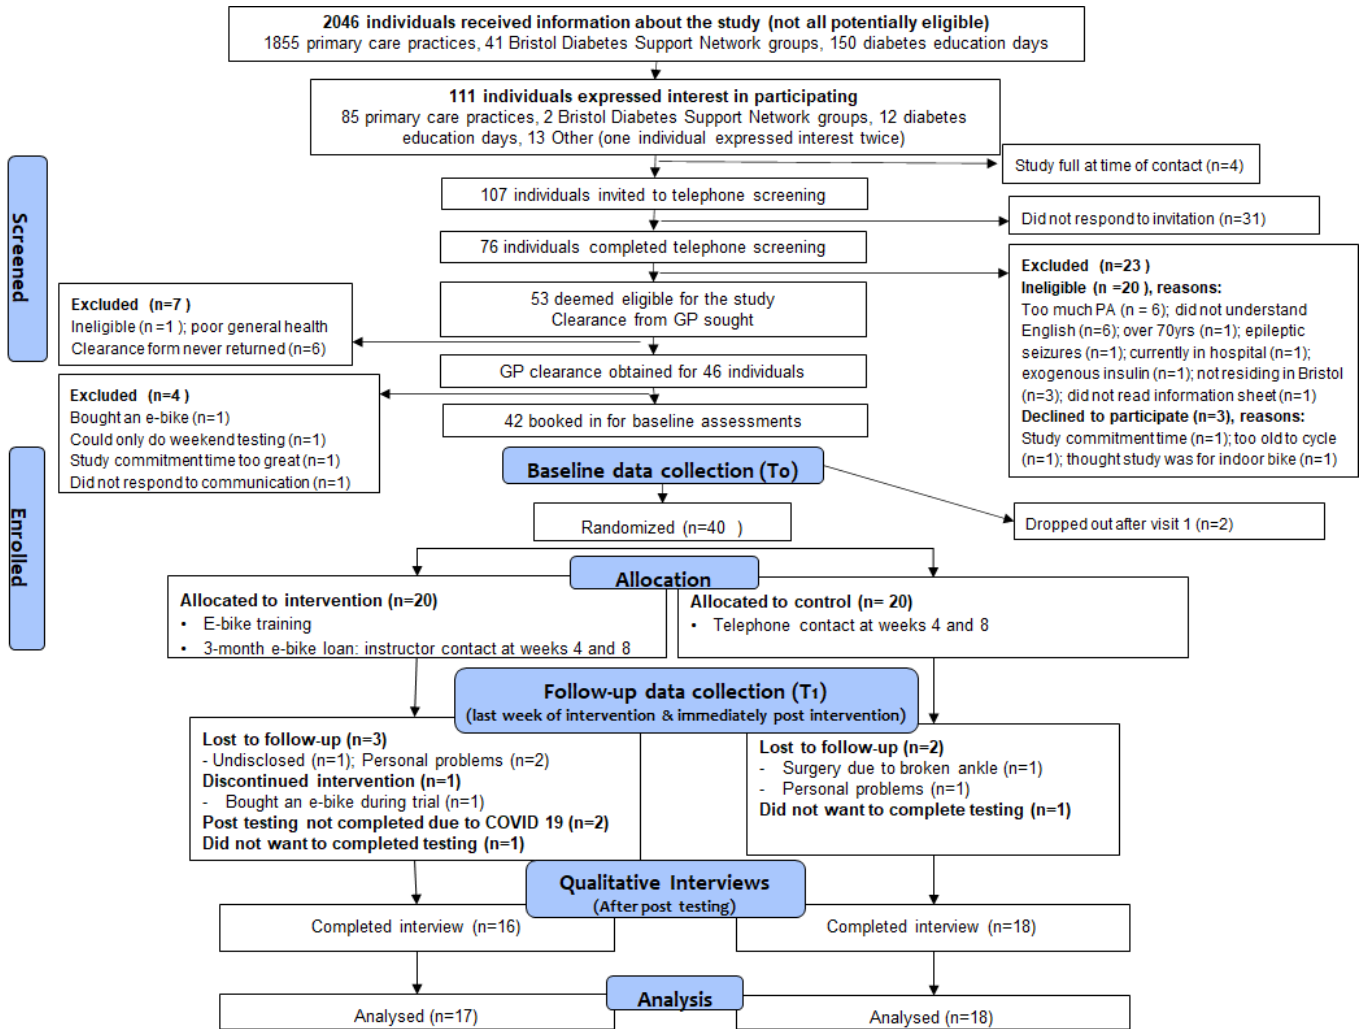 2046 individuals received information about the study (not all potentially eligible)
1855 primary care practices, 41 Bristol Diabetes Support Network groups, 150 diabetes education days
111 individuals expressed interest in participating
85 primary care practices, 2 Bristol Diabetes Support Network groups, 12 diabetes
education days, 13 Other (one individual expressed interest twice)
Screened
Study full at time of contact (n=4)
107 individuals invited to telephone screening
Did not respond to invitation (n=31)
76 individuals completed telephone screening
Excluded (n=23 )
Ineligible (n =20 ), reasons:
Too much PA (n = 6); did not understand
English (n=6); over 70yrs (n=1); epileptic
seizures (n=1); currently in hospital (n=1);
exogenous insulin (n=1); not residing in Bristol
(n=3); did not read information sheet (n=1)
Declined to participate (n=3), reasons:
Study commitment time (n=1); too old to cycle
(n=1); thought study was for indoor bike (n=1)
53 deemed eligible for the study
Clearance from GP sought
Excluded (n=7 )
Ineligible (n =1 ); poor general health
Clearance form never returned (n=6)
GP clearance obtained for 46 individuals
Excluded (n=4 )
Bought an e-bike (n=1)
Could only do weekend testing (n=1)
Study commitment time too great (n=1)
Did not respond to communication (n=1)
42 booked in for baseline assessments
Enrolled
Baseline data collection (T0)
Dropped out after visit 1 (n=2)
Randomized (n=40 )
Allocation
Allocated to intervention (n=20)
• E-bike training
• 3-month e-bike loan: instructor contact at weeks 4 and 8
Allocated to control (n= 20)
• Telephone contact at weeks 4 and 8
Follow-up data collection (T1)
(last week of intervention & immediately post intervention)
Lost to follow-up (n=3)
- Undisclosed (n=1); Personal problems (n=2)
Discontinued intervention (n=1)
- Bought an e-bike during trial (n=1)
Post testing not completed due to COVID 19 (n=2)
Did not want to completed testing (n=1)
Lost to follow-up (n=2)
- Surgery due to broken ankle (n=1)
- Personal problems (n=1)
Did not want to complete testing (n=1)
Qualitative Interviews
(After post testing)
Completed interview (n=16)
Completed interview (n=18)
Analysis
Analysed (n=17)
Analysed (n=18)